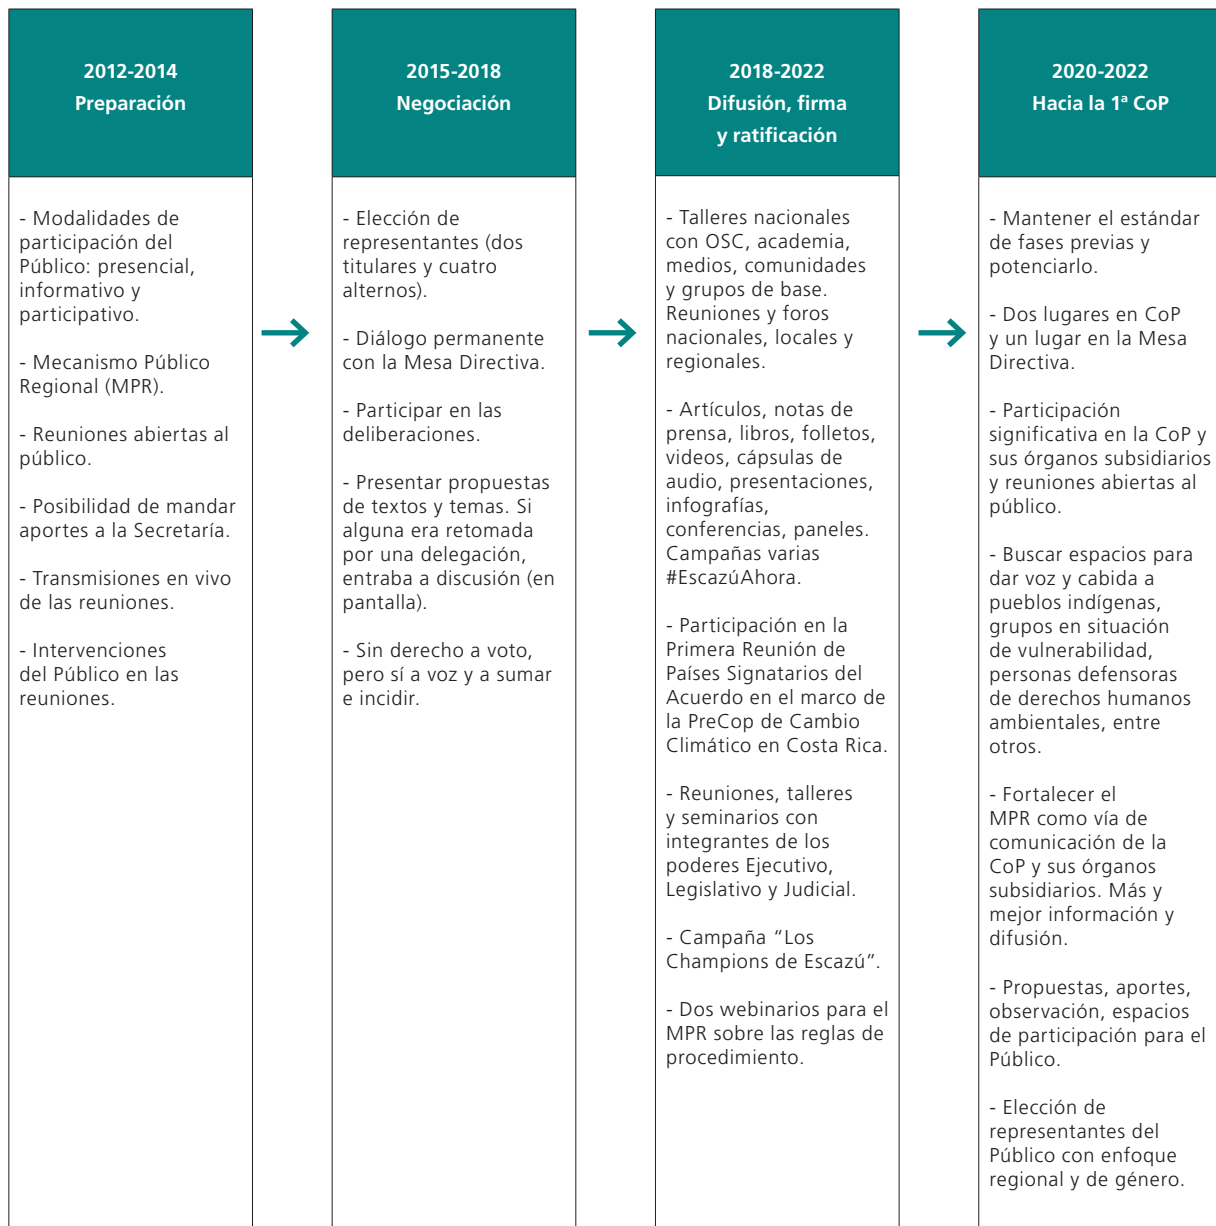 2012-2014
Preparación
- Modalidades de
participación del
Público: presencial,
informativo y
participativo.
- Mecanismo Público
Regional (MPR).
- Reuniones abiertas al
público.
- Posibilidad de mandar
aportes a la Secretaría.
- Transmisiones en vivo
de las reuniones.
- Intervenciones
del Público en las
reuniones.
2015-2018
Negociación
- Elección de
representantes (dos
titulares y cuatro
alternos).
- Diálogo permanente
con la Mesa Directiva.
- Participar en las
deliberaciones.
- Presentar propuestas
de textos y temas. Si
alguna era retomada
por una delegación,
entraba a discusión (en
pantalla).
- Sin derecho a voto,
pero sí a voz y a sumar
e incidir.
2018-2022
Difusión, firma
y ratificación
- Talleres nacionales
con OSC, academia,
medios, comunidades
y grupos de base.
Reuniones y foros
nacionales, locales y
regionales.
- Artículos, notas de
prensa, libros, folletos,
videos, cápsulas de
audio, presentaciones,
infografías,
conferencias, paneles.
Campañas varias
#EscazúAhora.
- Participación en la
Primera Reunión de
Países Signatarios del
Acuerdo en el marco de
la PreCop de Cambio
Climático en Costa Rica.
- Reuniones, talleres
y seminarios con
integrantes de los
poderes Ejecutivo,
Legislativo y Judicial.
- Campaña “Los
Champions de Escazú”.
- Dos webinarios para el
MPR sobre las reglas de
procedimiento.
2020-2022
Hacia la 1ª CoP
- Mantener el estándar
de fases previas y
potenciarlo.
- Dos lugares en CoP
y un lugar en la Mesa
Directiva.
- Participación
significativa en la CoP y
sus órganos subsidiarios
y reuniones abiertas al
público.
- Buscar espacios para
dar voz y cabida a
pueblos indígenas,
grupos en situación
de vulnerabilidad,
personas defensoras
de derechos humanos
ambientales, entre
otros.
- Fortalecer el
MPR como vía de
comunicación de la
CoP y sus órganos
subsidiarios. Más y
mejor información y
difusión.
- Propuestas, aportes,
observación, espacios
de participación para el
Público.
- Elección de
representantes del
Público con enfoque
regional y de género.